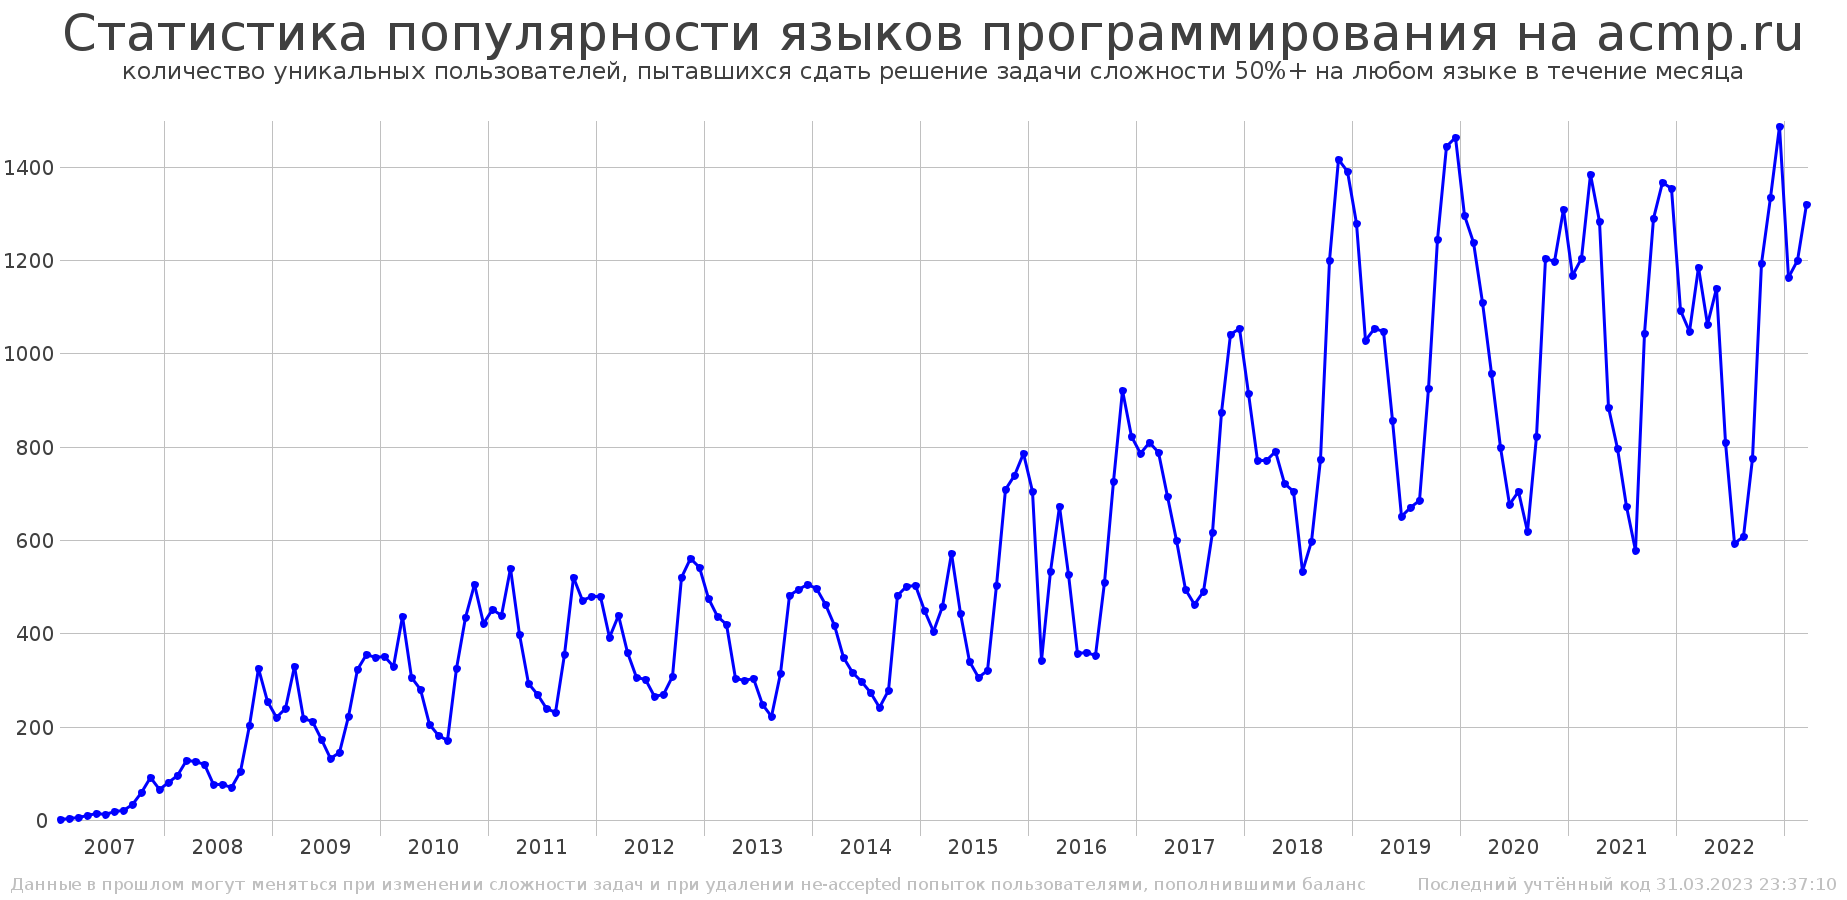 Статистика популярности языков программирования на acmp.ru
количество уникальных пользователей, пытавшихся сдать решение задачи сложности 50%+ на любом языке в течение месяца
1400
1200
1000
800
600
400
200
0
2007 2008 2009 2010 2011 2012 2013 2014 2015 2016 2017 2018 2019 2020 2021 2022
Данные в прошлом могут меняться при изменении сложности задач и при удалении не-accepted попыток пользователями, пополнившими баланс Последний учтённый код 31.03.2023 23:37:10